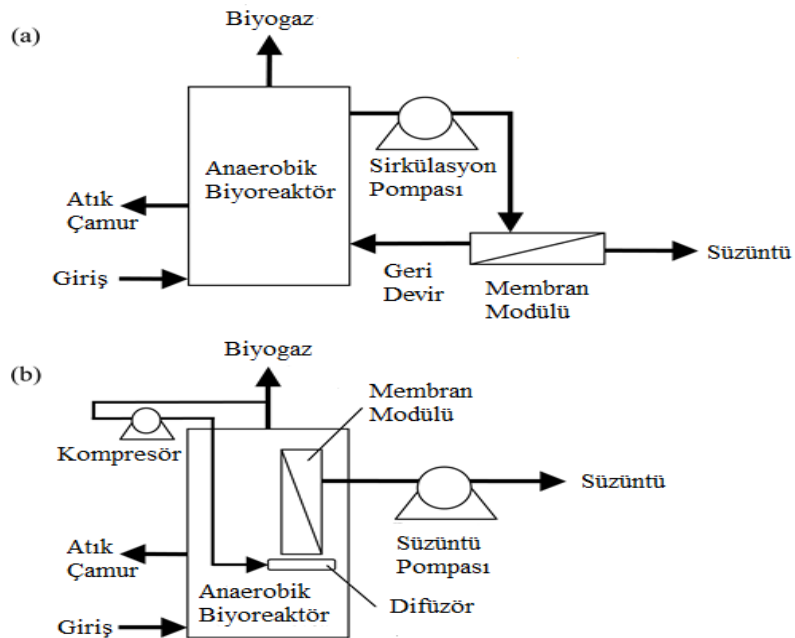 (a)
Biyogaz
Anaerobik
Biyoreaktör
Sirkülasyon
Pompası
Atık
Çamur
Giriş
Geri
Devir
Membran
Modülü
Süzüntü
(b)
Biyogaz
Membran
Modülü
Kompresör
Süzüntü
Süzüntü
Pompası
Atık
Çamur
Anaerobik
Biyoreaktör
Difüzör
Giriş